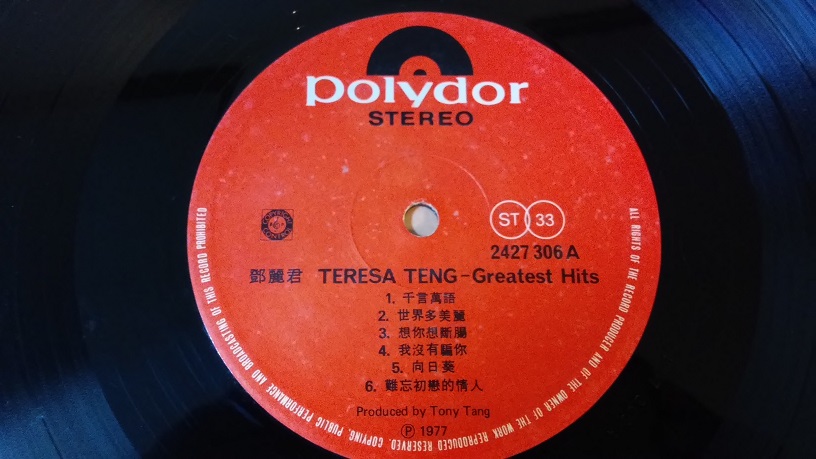 polydor
STEREO
ST 33
2427 306 A
鄧麗君 TERESA TENG-Greatest Hits
1. 千言萬語
2. 世界多美麗
3. 想你想斷腸
4. 我沒有騙你
5. 向日葵
6. 難忘初戀的情人
Produced by Tony Tang
Ⓟ 1977
ALL RIGHTS OF THE RECORD PRODUCER AND OF THE OWNER OF THE WORK REPRODUCED RESERVED. COPYING, PUBLIC PERFORMANCE AND BROADCASTING OF THIS RECORD PROHIBITED